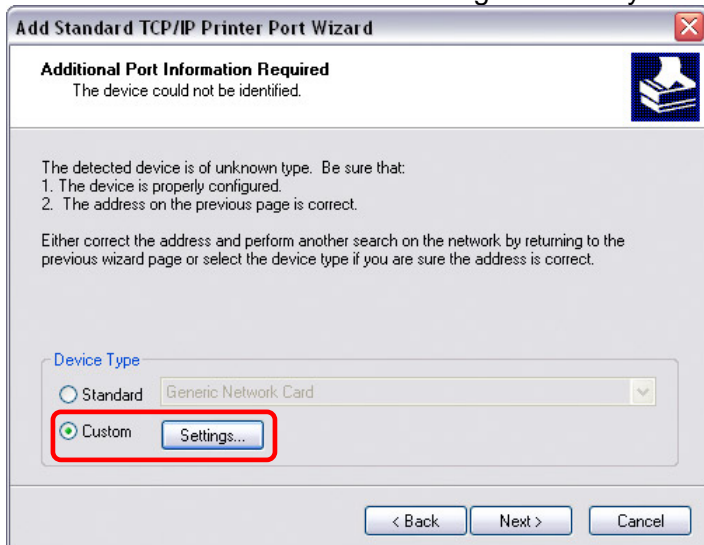 Add Standard TCP/IP Printer Port Wizard
Additional Port Information Required
The device could not be identified.
The detected device is of unknown type. Be sure that:
1. The device is properly configured.
2. The address on the previous page is correct.
Either correct the address and perform another search on the network by returning to the
previous wizard page or select the device type if you are sure the address is correct.
Device Type
Standard Generic Network Card
Custom Settings...
< Back Next > Cancel